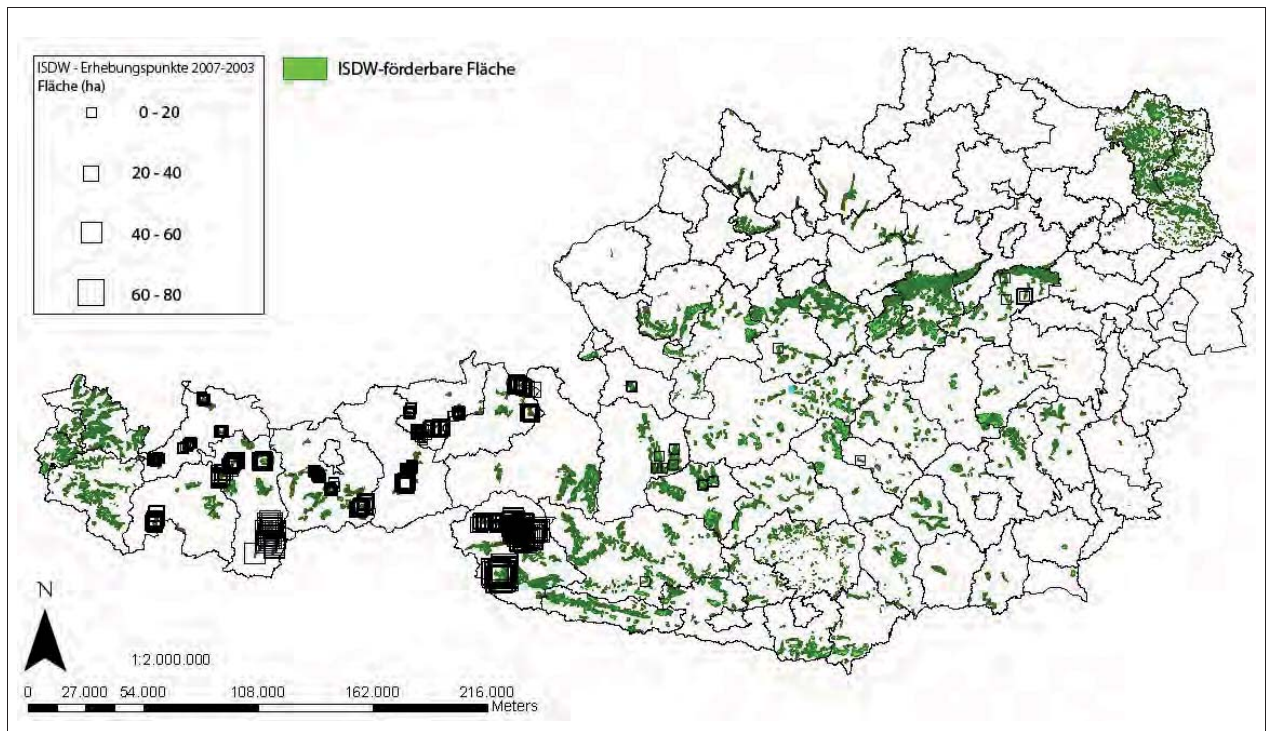 ISDW - Erhebungspunkte 2007-2003
Fläche (ha)
0 - 20
20 - 40
40 - 60
60 - 80
ISDW-förderbare Fläche
N
1:2.000.000
0 27.000 54.000 108.000 162.000 216.000
Meters